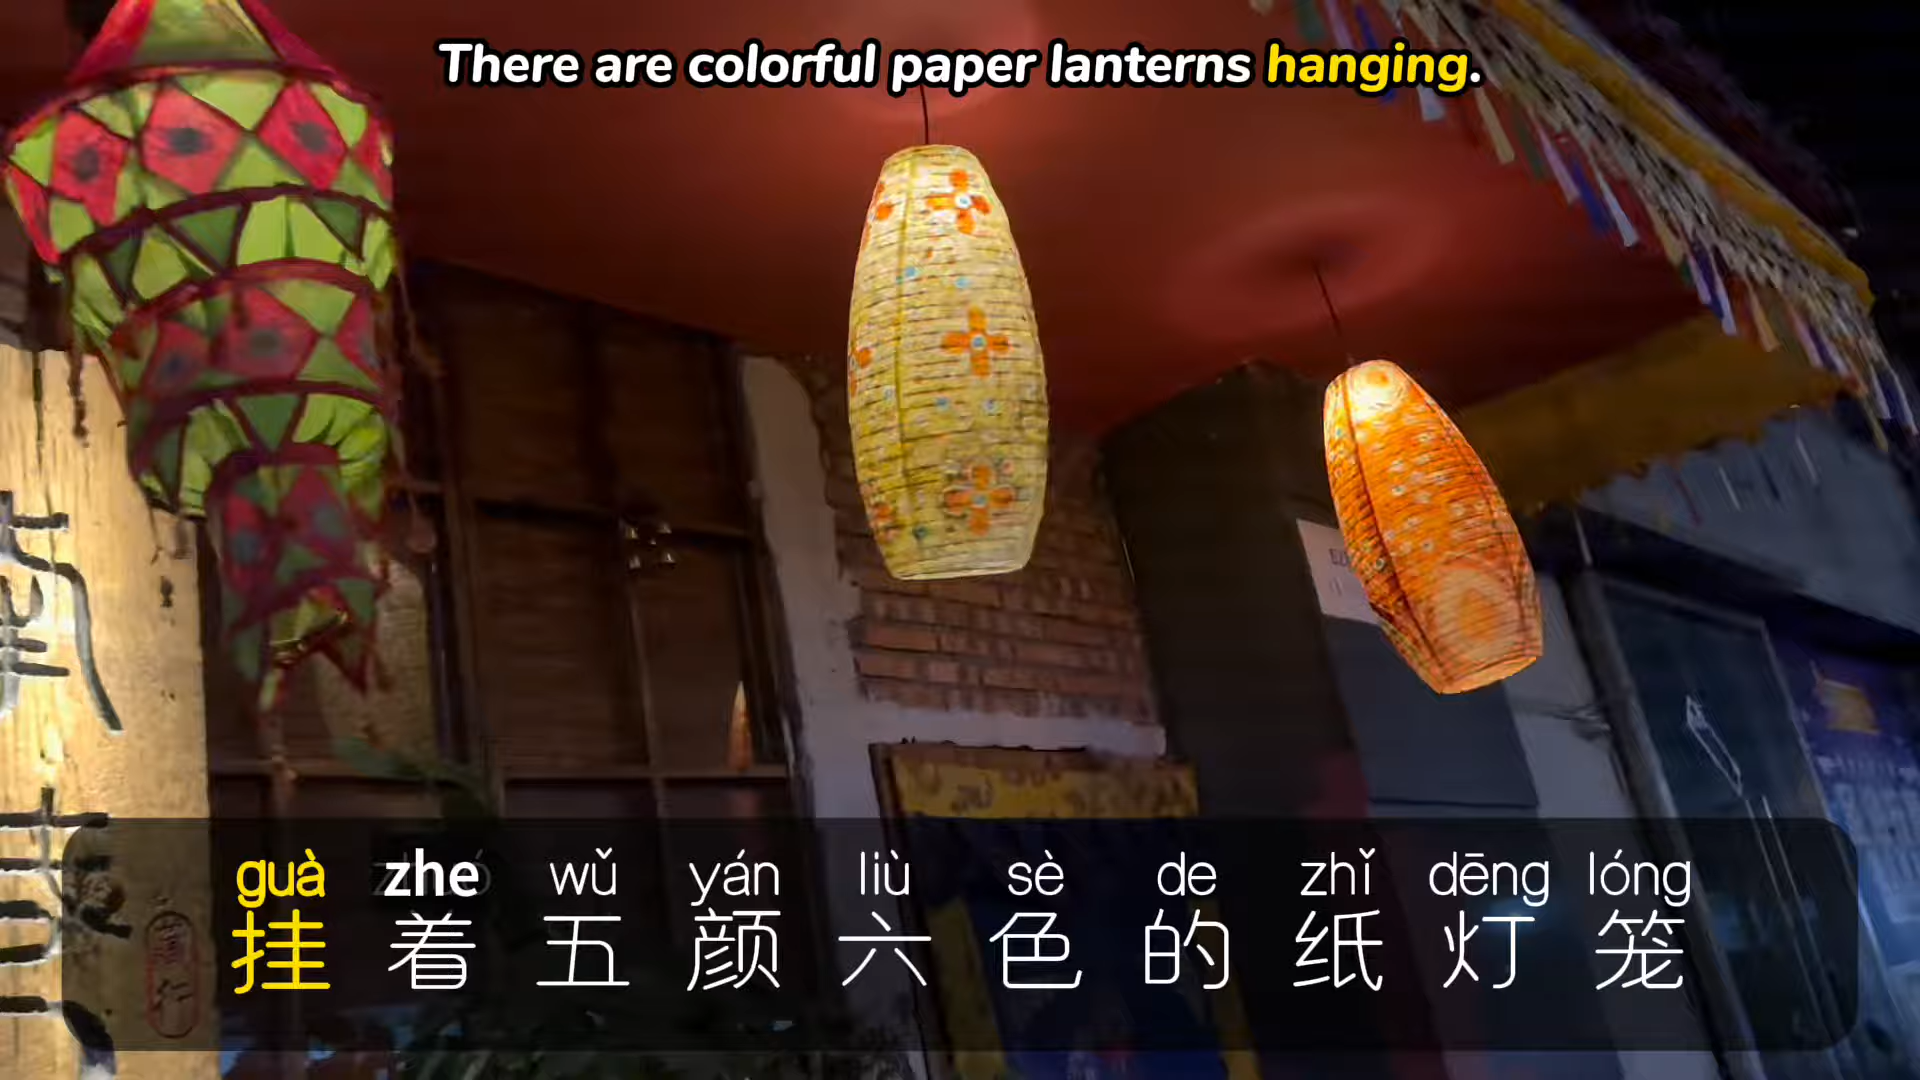 There are colorful paper lanterns hanging.
guà zhe wǔ yán liù sè de zhǐ dēng lóng
挂着五颜六色的纸灯笼